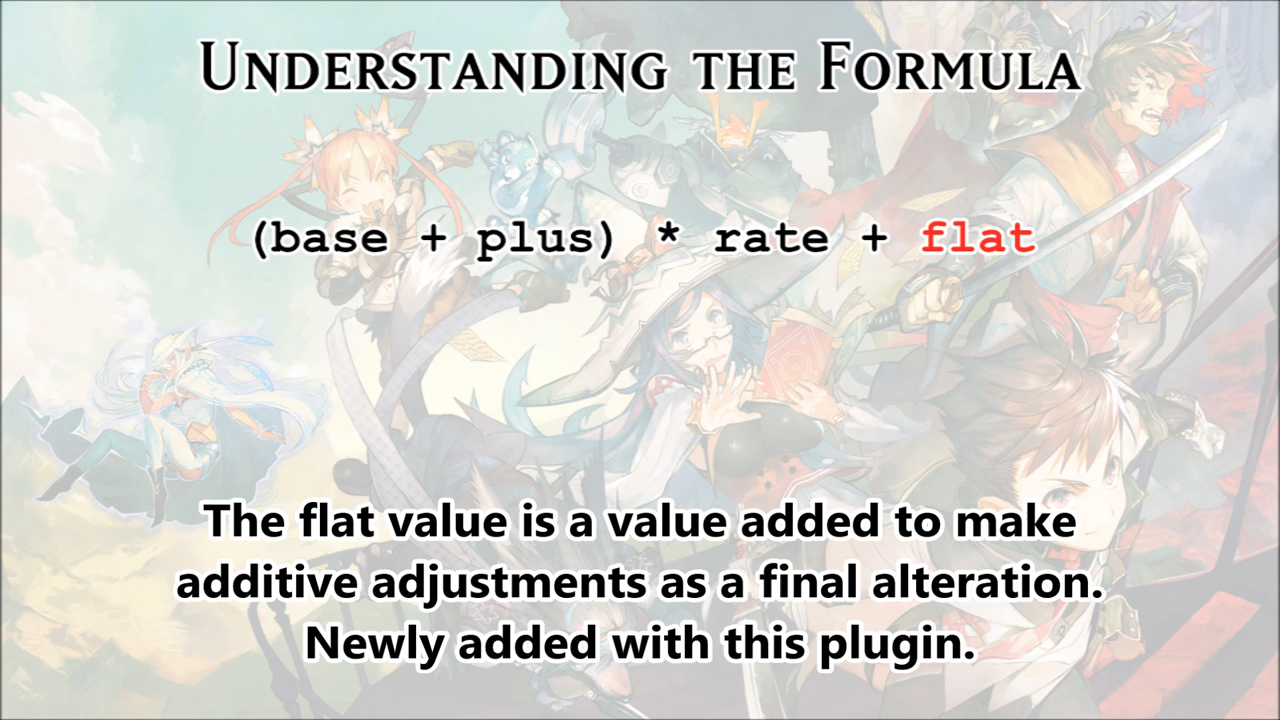 Understanding the Formula
(base + plus) * rate + flat
The flat value is a value added to make
additive adjustments as a final alteration.
Newly added with this plugin.